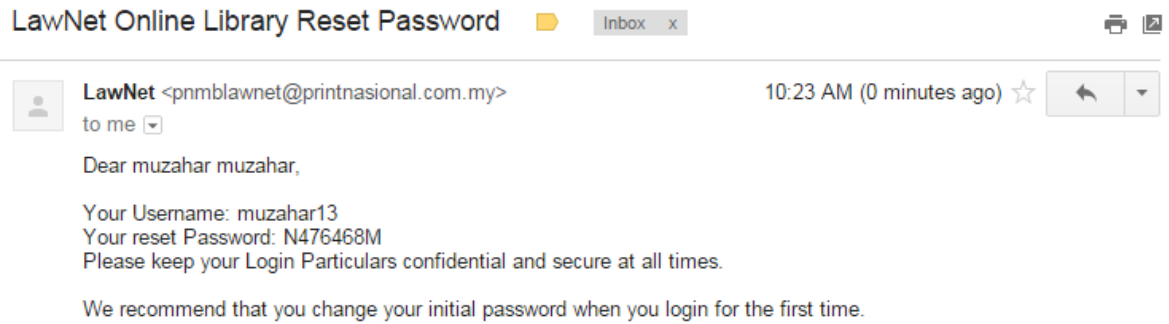 LawNet Online Library Reset Password Inbox x
LawNet <pnmblawnet@printnasional.com.my> 10:23 AM (0 minutes ago)
to me
Dear muzahar muzahar,
Your Username: muzahar13
Your reset Password: N476468M
Please keep your Login Particulars confidential and secure at all times.
We recommend that you change your initial password when you login for the first time.